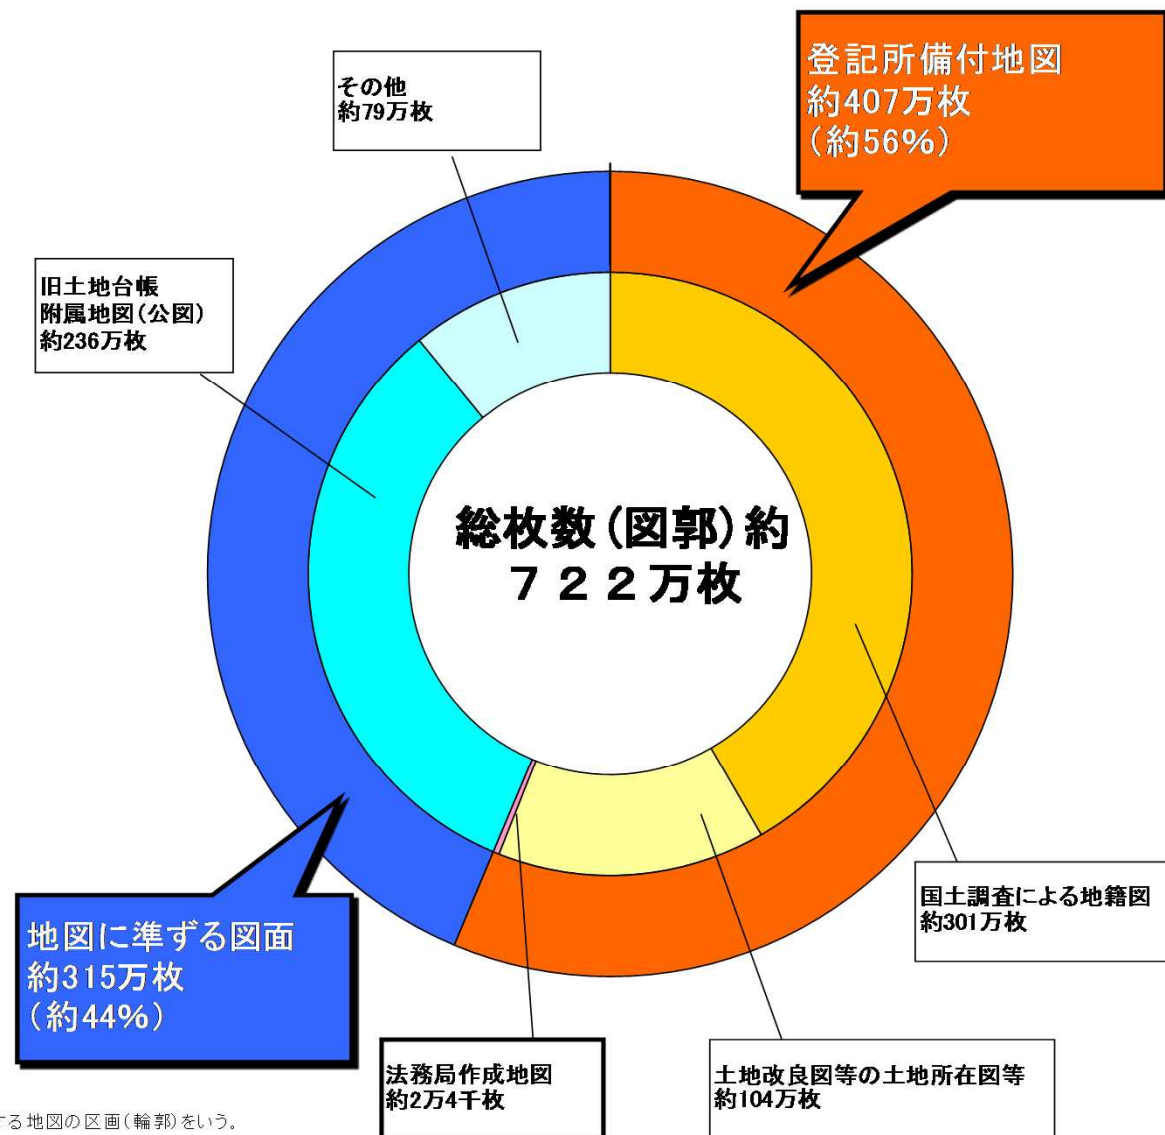 登記所備付地図
約407万枚
（約56%）
その他
約79万枚
旧土地台帳
附属地図(公図)
約236万枚
総枚数(図郭)約
７２２万枚
国土調査による地籍図
約301万枚
地図に準ずる図面
約315万枚
（約44%）
法務局作成地図
約2万4千枚
土地改良図等の土地所在図等
約104万枚
する地図の区画(輪郭)をいう。